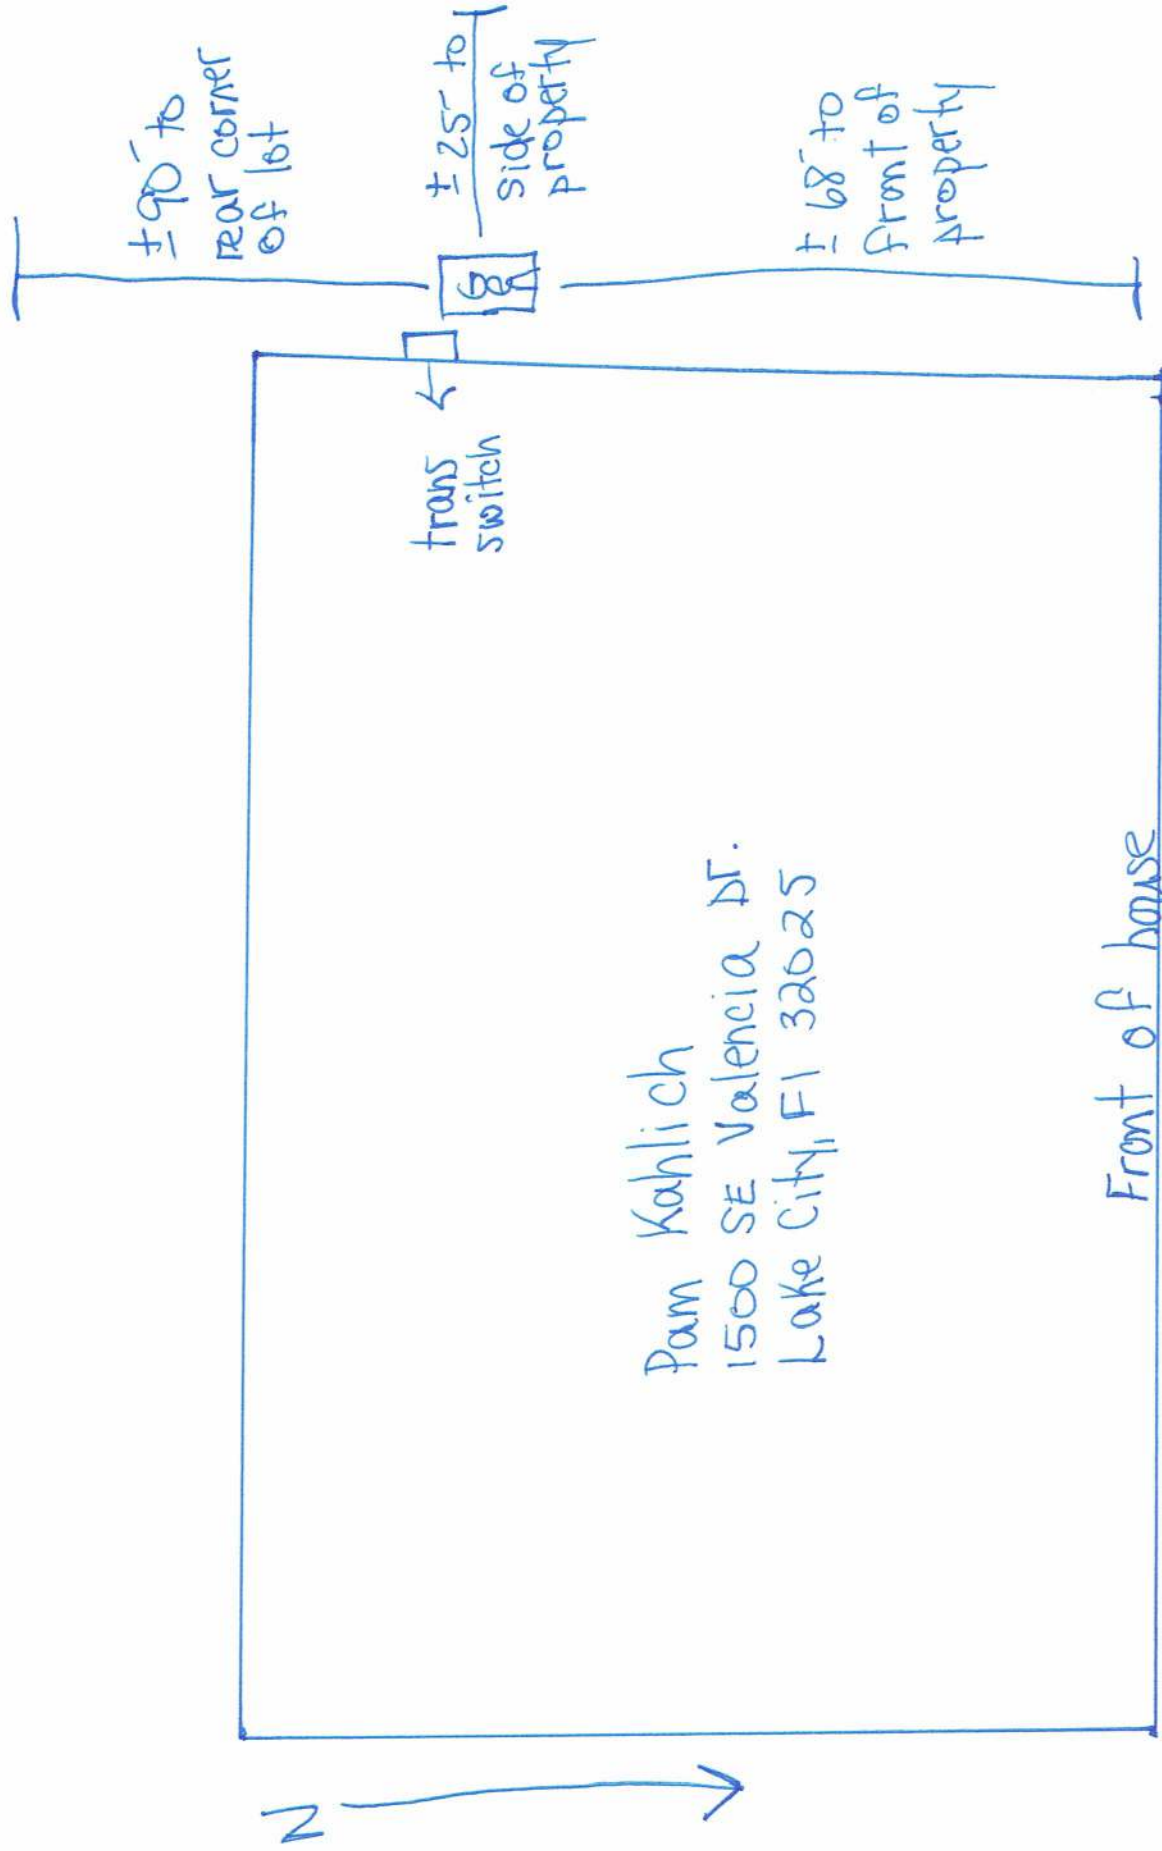 ± 90' to
rear corner
of lot
± 25' to
side of
property
± 68' to
front of
property
trans
switch
Pam Kahlich
1500 SE Valencia Dr.
Lake City, Fl 32025
Front of house
N